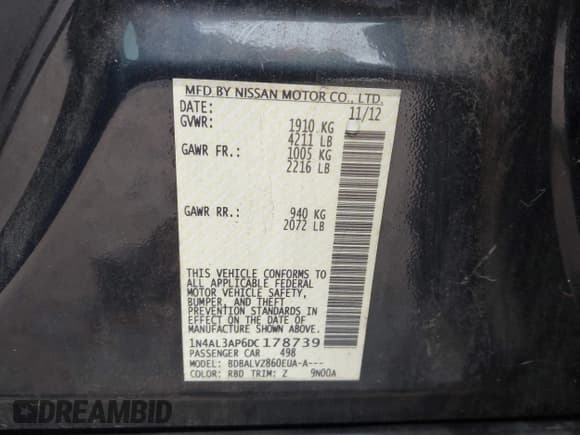 MFD.BY NISSAN MOTOR CO., LTD.
DATE: 11/12
GVWR: 1910 KG
4211 LB
GAWR FR.: 1005 KG
2216 LB
GAWR RR.: 940 KG
2072 LB
THIS VEHICLE CONFORMS TO
ALL APPLICABLE FEDERAL
MOTOR VEHICLE SAFETY,
BUMPER, AND THEFT
PREVENTION STANDARDS
IN EFFECT ON THE DATE
OF MANUFACTURE SHOWN ABOVE.
1N4AL3AP6DC178739
PASSENGER CAR 498
MODEL: BDBALVZ860EUA-A---
COLOR: RBD TRIM: Z 9N00A
DREAMBID